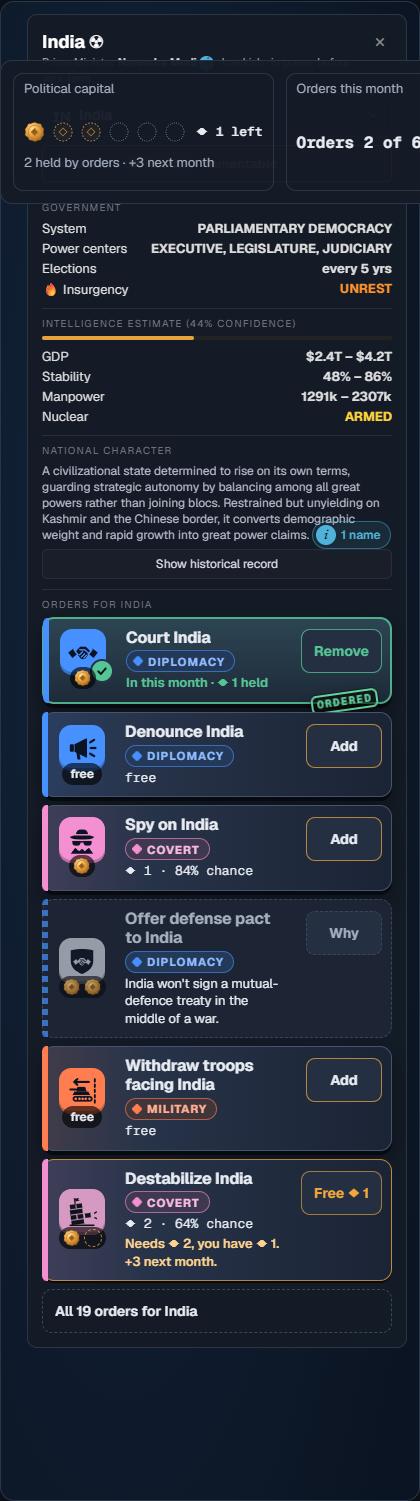 India ☢
×
Political capital
1 left
2 held by orders · +3 next month
Orders this month
Orders 2 of 6
GOVERNMENT
System PARLIAMENTARY DEMOCRACY
Power centers EXECUTIVE, LEGISLATURE, JUDICIARY
Elections every 5 yrs
🔥 Insurgency UNREST
INTELLIGENCE ESTIMATE (44% CONFIDENCE)
GDP $2.4T – $4.2T
Stability 48% – 86%
Manpower 1291k – 2307k
Nuclear ARMED
NATIONAL CHARACTER
A civilizational state determined to rise on its own terms,
guarding strategic autonomy by balancing among all great
powers rather than joining blocs. Restrained but unyielding on
Kashmir and the Chinese border, it converts demographic
weight and rapid growth into great power claims. i 1 name
Show historical record
ORDERS FOR INDIA
Court India
DIPLOMACY
In this month · 1 held
Remove
ORDERED
Denounce India
DIPLOMACY
free
free
Add
Spy on India
COVERT
1 · 84% chance
Add
Offer defense pact
to India
DIPLOMACY
India won't sign a mutual-
defence treaty in the
middle of a war.
Why
Withdraw troops
facing India
MILITARY
free
free
Add
Destabilize India
COVERT
2 · 64% chance
Needs 2, you have 1.
+3 next month.
Free 1
All 19 orders for India